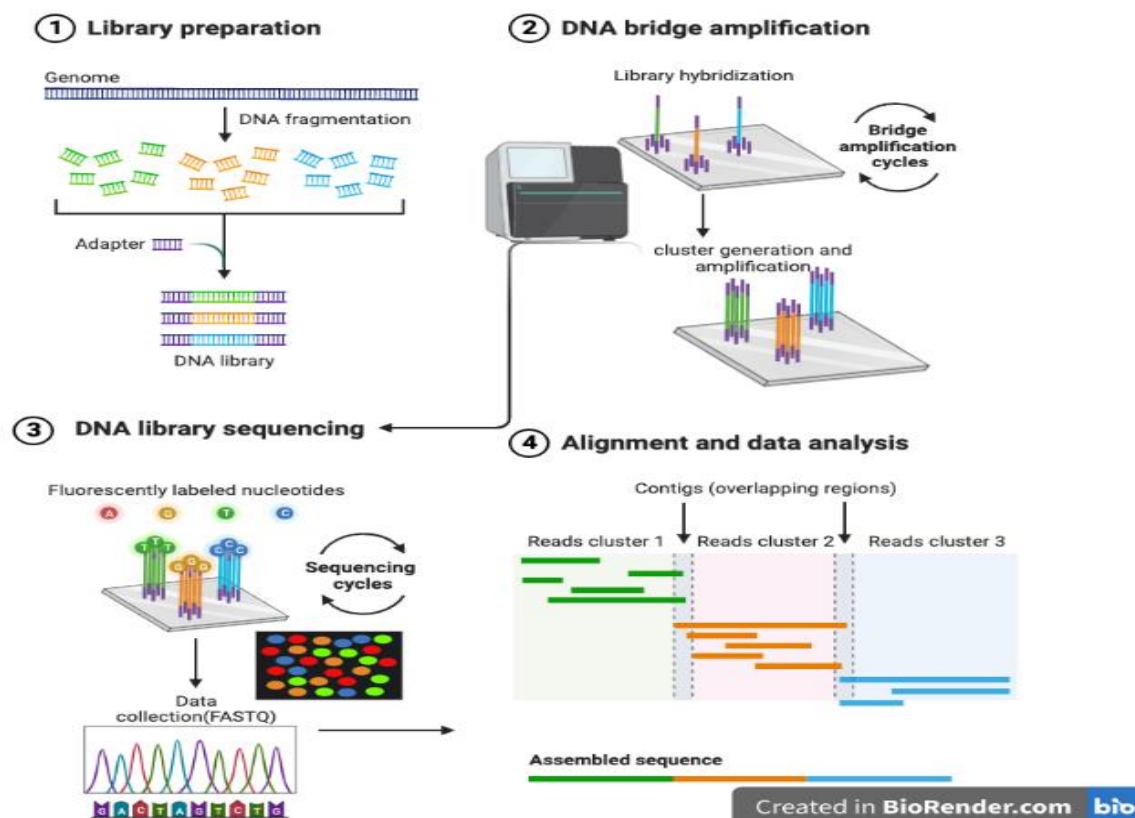 1 Library preparation
Genome
DNA fragmentation
Adapter
DNA library
2 DNA bridge amplification
Library hybridization
Bridge
amplification
cycles
cluster generation and
amplification
3 DNA library sequencing
Fluorescently labeled nucleotides
A G T C
T T T
G G G
C C C
Sequencing
cycles
Data
collection(FASTQ)
G A C T A G T C T G
4 Alignment and data analysis
Contigs (overlapping regions)
Reads cluster 1 Reads cluster 2 Reads cluster 3
Assembled sequence
Created in BioRender.com bio